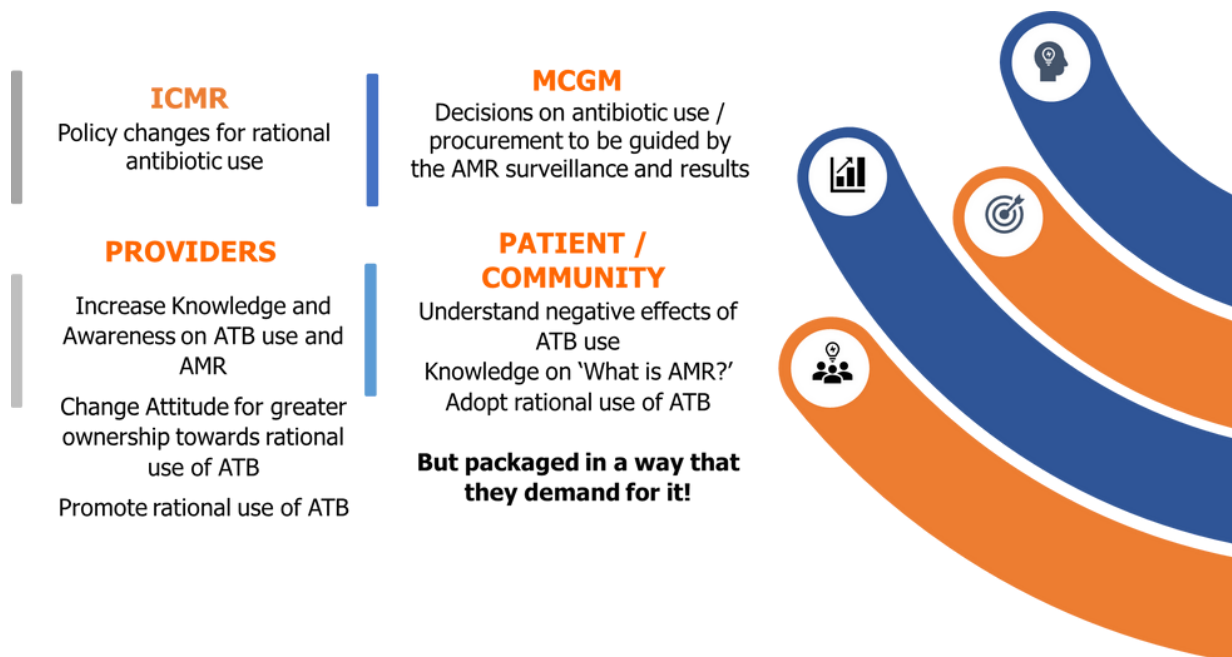 ICMR
Policy changes for rational
antibiotic use
MCGM
Decisions on antibiotic use /
procurement to be guided by
the AMR surveillance and results
PROVIDERS
Increase Knowledge and
Awareness on ATB use and
AMR
Change Attitude for greater
ownership towards rational
use of ATB
Promote rational use of ATB
PATIENT /
COMMUNITY
Understand negative effects of
ATB use
Knowledge on ‘What is AMR?’
Adopt rational use of ATB
But packaged in a way that
they demand for it!